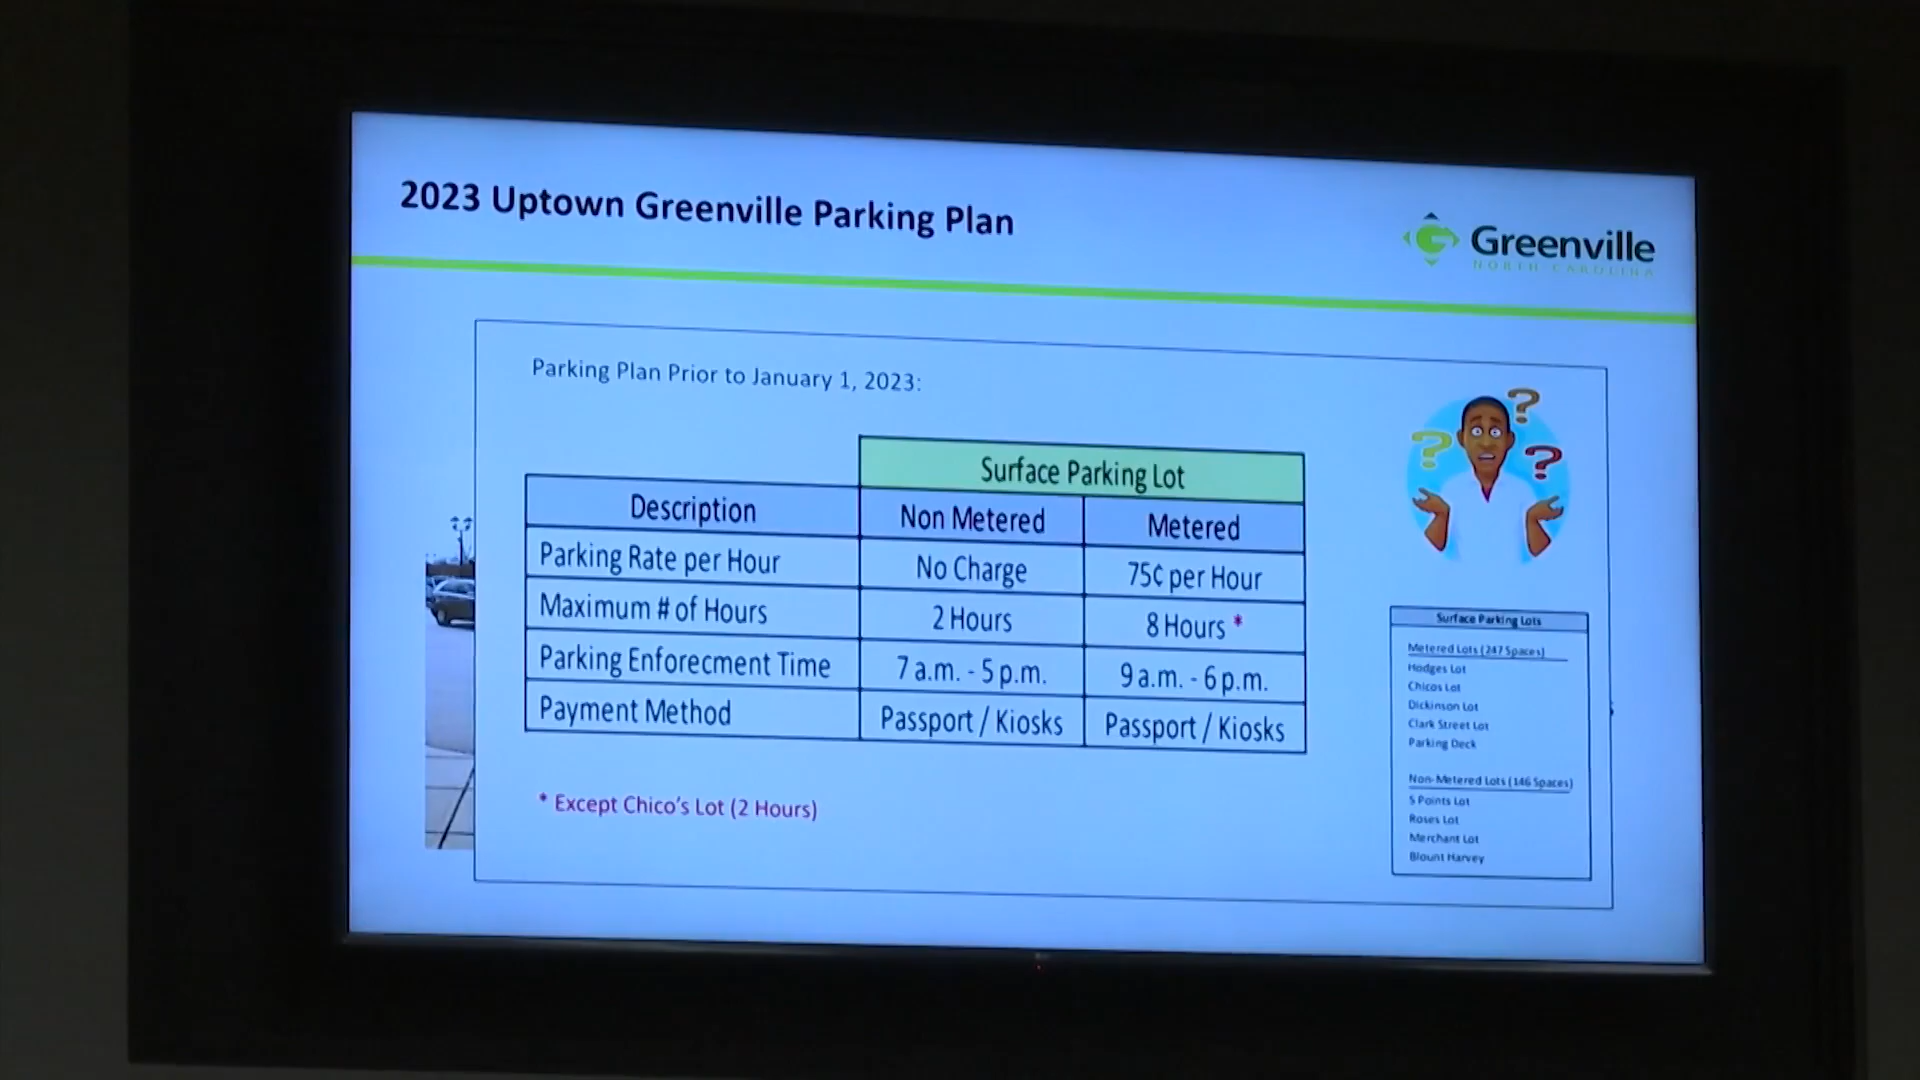 2023 Uptown Greenville Parking Plan
Greenville
NORTH CAROLINA
Parking Plan Prior to January 1, 2023:
Surface Parking Lot
Description Non Metered Metered
Parking Rate per Hour No Charge 75¢ per Hour
Maximum # of Hours 2 Hours 8 Hours *
Parking Enforecment Time 7 a.m. - 5 p.m. 9 a.m. - 6 p.m.
Payment Method Passport / Kiosks Passport / Kiosks
* Except Chico's Lot (2 Hours)
? ? ?
Surface Parking Lots
Metered Lots (247 Spaces)
Hodges Lot
Chicos Lot
Dickinson Lot
Clark Street Lot
Parking Deck
Non-Metered Lots (146 Spaces)
5 Points Lot
Roses Lot
Merchant Lot
Blount Harvey